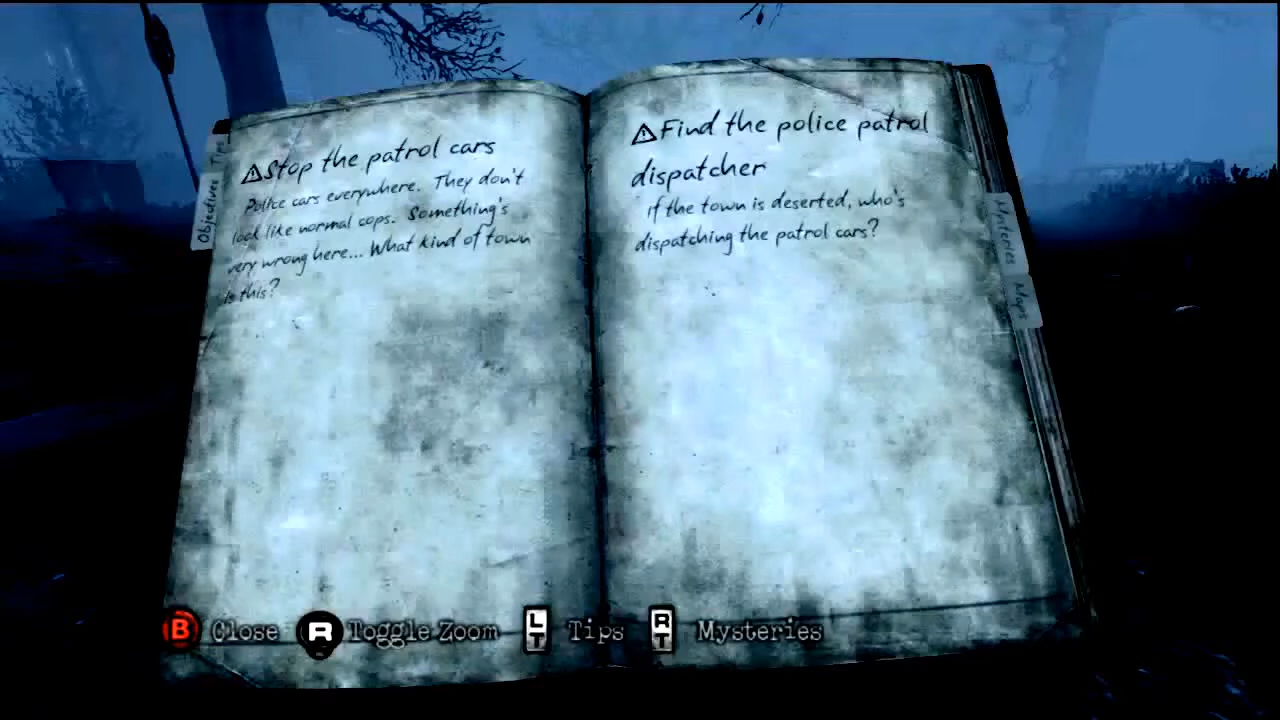 Tips
Objectives
Stop the patrol cars
Police cars everywhere. They don't
look like normal cops. Something's
very wrong here... What kind of town
is this?
Find the police patrol
dispatcher
If the town is deserted, who's
dispatching the patrol cars?
Mysteries
Maps
B Close R Toggle Zoom LT Tips RT Mysteries